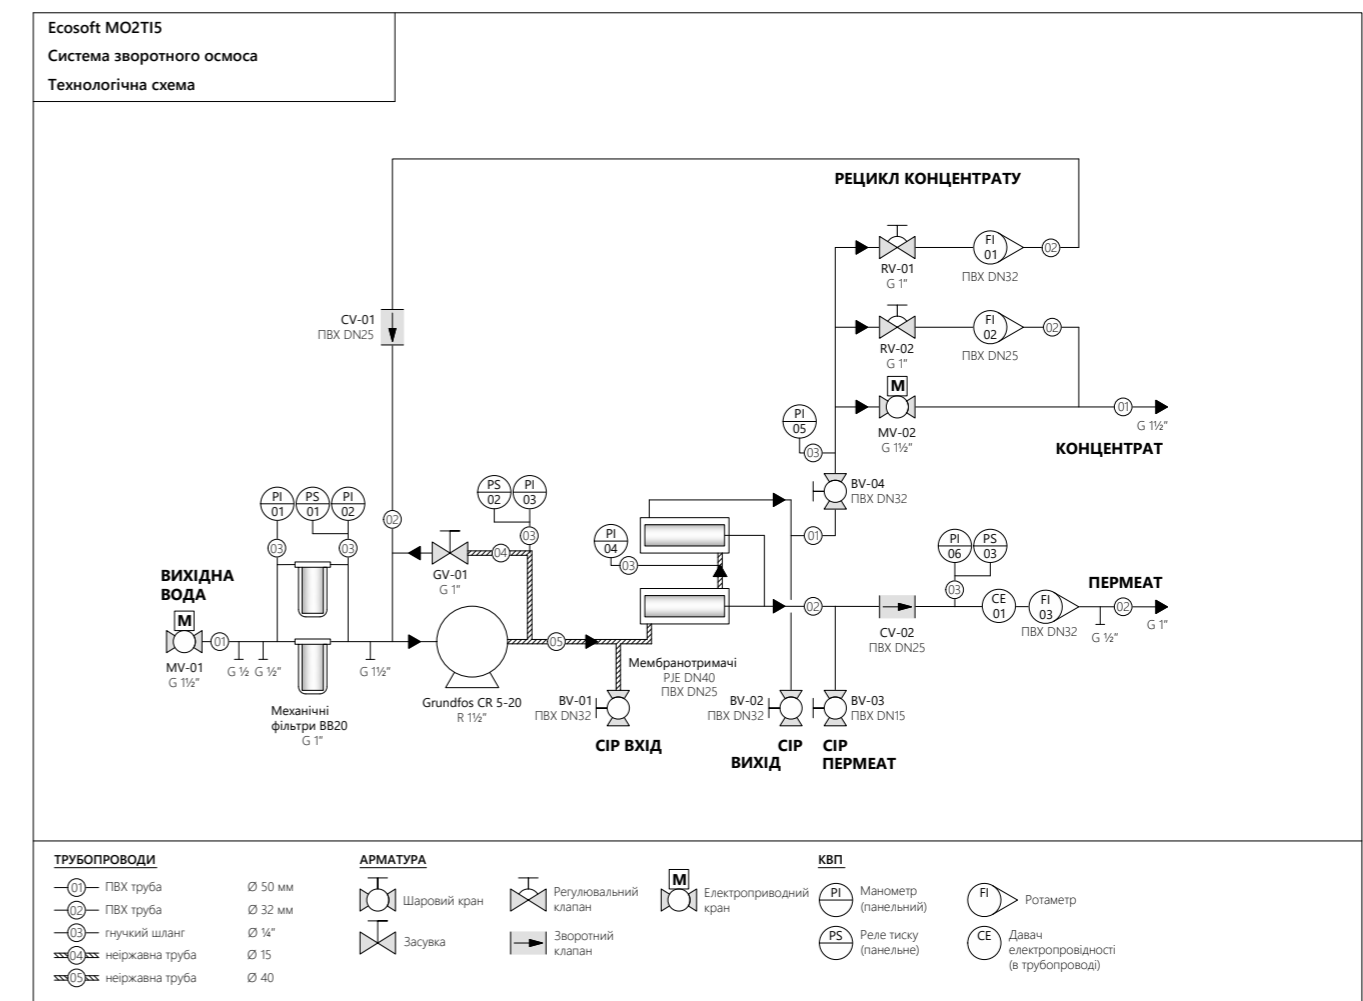 Ecosoft MO2TI5
Система зворотного осмоса
Технологічна схема
РЕЦИКЛ КОНЦЕНТРАТУ
RV-01
G 1"
FI
01
ПВХ DN32
02
CV-01
ПВХ DN25
RV-02
G 1"
FI
02
ПВХ DN25
02
M
MV-02
G 1½"
01
G 1½"
КОНЦЕНТРАТ
PI
05
03
BV-04
ПВХ DN32
01
PI
01
PS
01
PI
02
03
03
02
PS
02
PI
03
03
04
GV-01
G 1"
PI
04
03
PI
06
PS
03
03
ВИХІДНА
ВОДА
M
MV-01
G 1½"
01
G ½
G ½"
G 1½"
Механічні
фільтри BB20
G 1"
Grundfos CR 5-20
R 1½"
05
Мембранотримачі
PJE DN40
ПВХ DN25
02
CV-02
ПВХ DN25
CE
01
FI
03
ПВХ DN32
G ½"
02
ПЕРМЕАТ
G 1"
BV-01
ПВХ DN32
BV-02
ПВХ DN32
BV-03
ПВХ DN15
CIP ВХІД
CIP
ВИХІД
CIP
ПЕРМЕАТ
ТРУБОПРОВОДИ
01 ПВХ труба Ø 50 мм
02 ПВХ труба Ø 32 мм
03 гнучкий шланг Ø ¼"
04 неіржавна труба Ø 15
05 неіржавна труба Ø 40
АРМАТУРА
Шаровий кран
Засувка
Регулювальний
клапан
Зворотний
клапан
M
Електроприводний
кран
КВП
PI
Манометр
(панельний)
PS
Реле тиску
(панельне)
FI
Ротаметр
CE
Давач
електропровідності
(в трубопроводі)